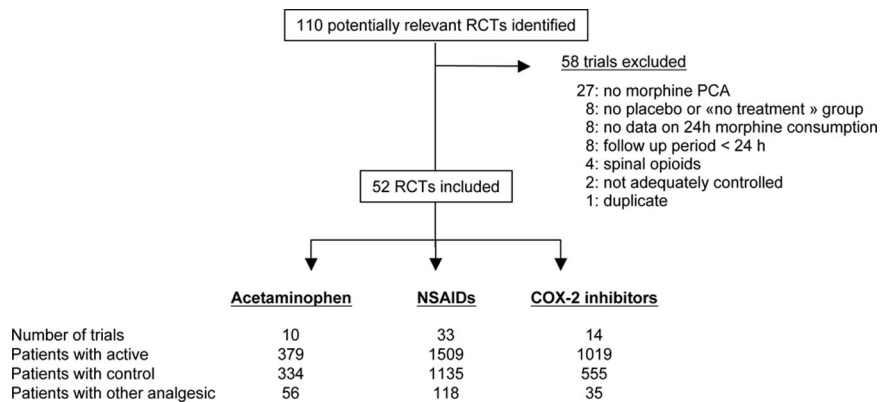 110 potentially relevant RCTs identified
58 trials excluded
27: no morphine PCA
8: no placebo or «no treatment » group
8: no data on 24h morphine consumption
8: follow up period < 24 h
4: spinal opioids
2: not adequately controlled
1: duplicate
52 RCTs included
Acetaminophen NSAIDs COX-2 inhibitors
Number of trials 10 33 14
Patients with active 379 1509 1019
Patients with control 334 1135 555
Patients with other analgesic 56 118 35